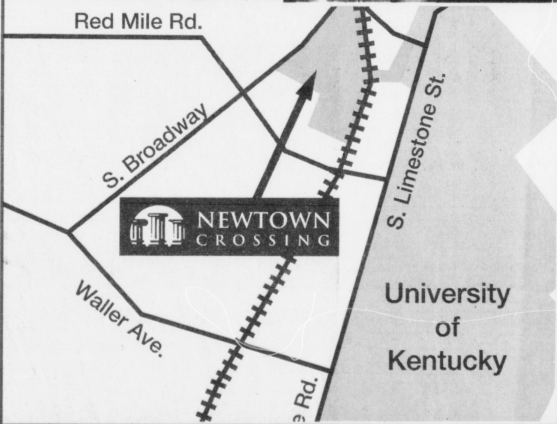 Red Mile Rd.
S. Broadway
S. Limestone St.
NEWTOWN
CROSSING
University
of
Kentucky
Waller Ave.
e Rd.